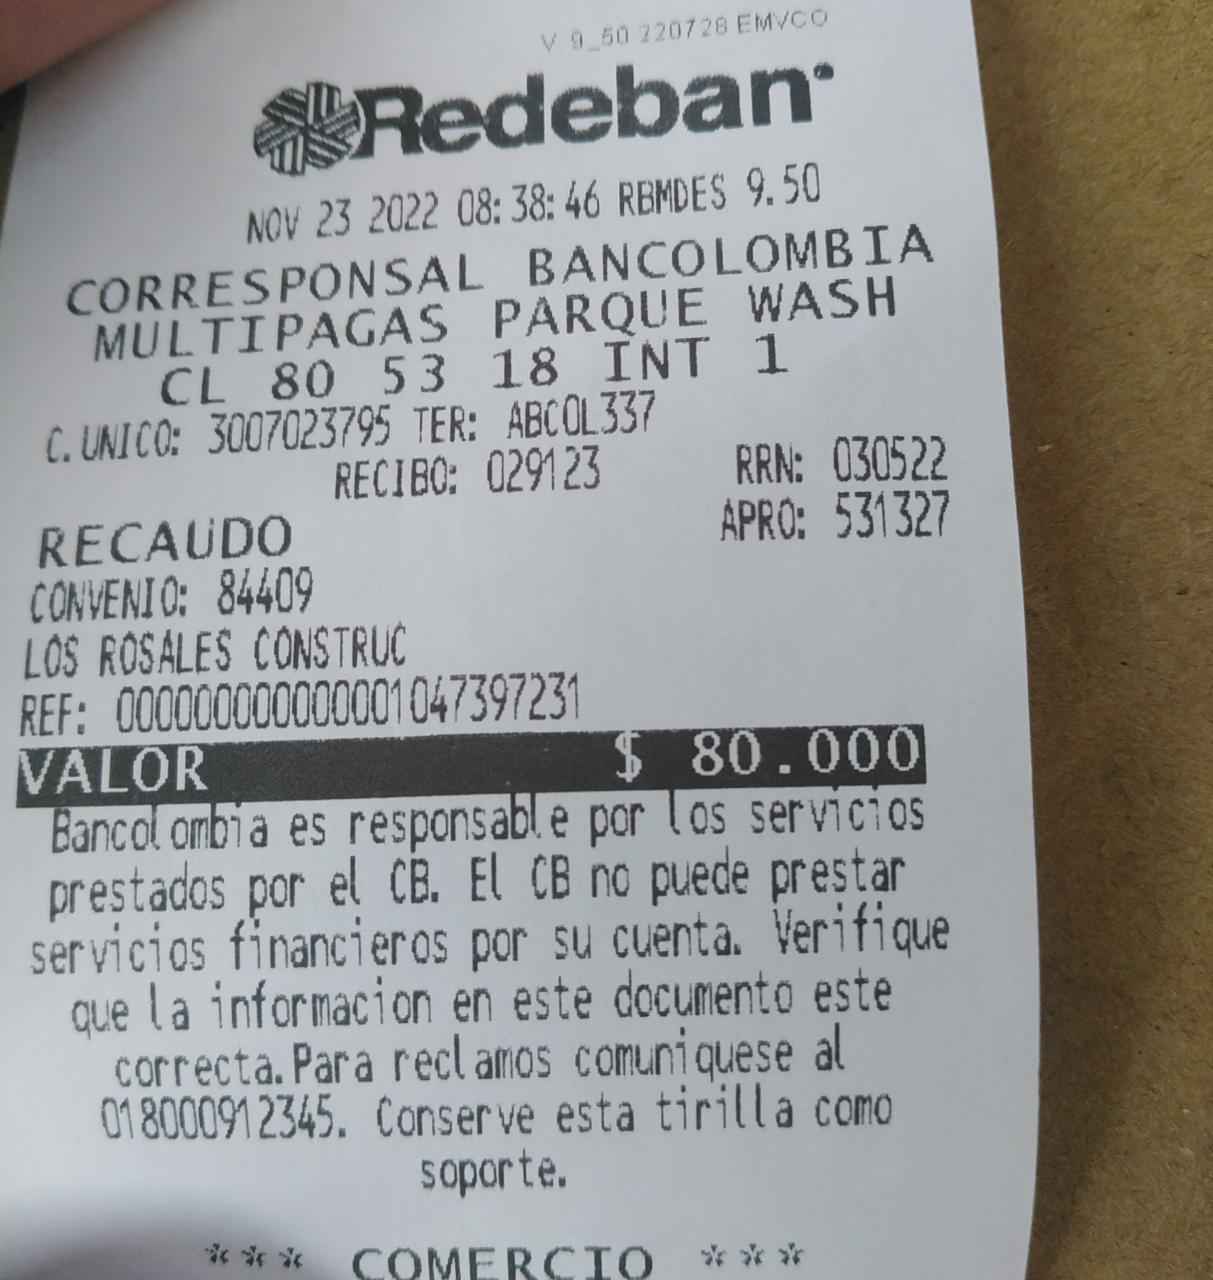 V 9_50 220728 EMVCO
Redeban
NOV 23 2022 08:38:46 RBMDES 9.50
CORRESPONSAL BANCOLOMBIA
MULTIPAGAS PARQUE WASH
CL 80 53 18 INT 1
C. UNICO: 3007023795 TER: ABCOL337
RECIBO: 029123 RRN: 030522
RECAUDO APRO: 531327
CONVENIO: 84409
LOS ROSALES CONSTRUC
REF: 00000000000001047397231
VALOR $ 80.000
Bancolombia es responsable por los servicios
prestados por el CB. El CB no puede prestar
servicios financieros por su cuenta. Verifique
que la informacion en este documento este
correcta.Para reclamos comuniquese al
018000912345. Conserve esta tirilla como
soporte.
*** COMERCIO ***